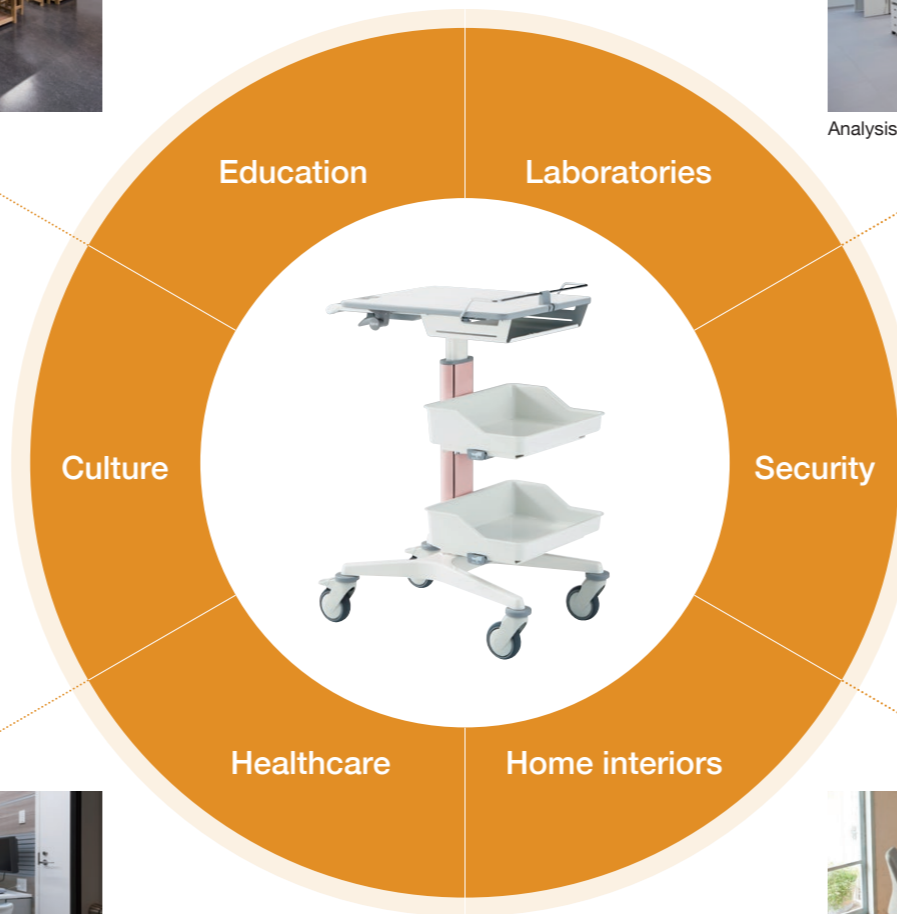 Analysis
Education
Laboratories
Culture
Security
Healthcare
Home interiors